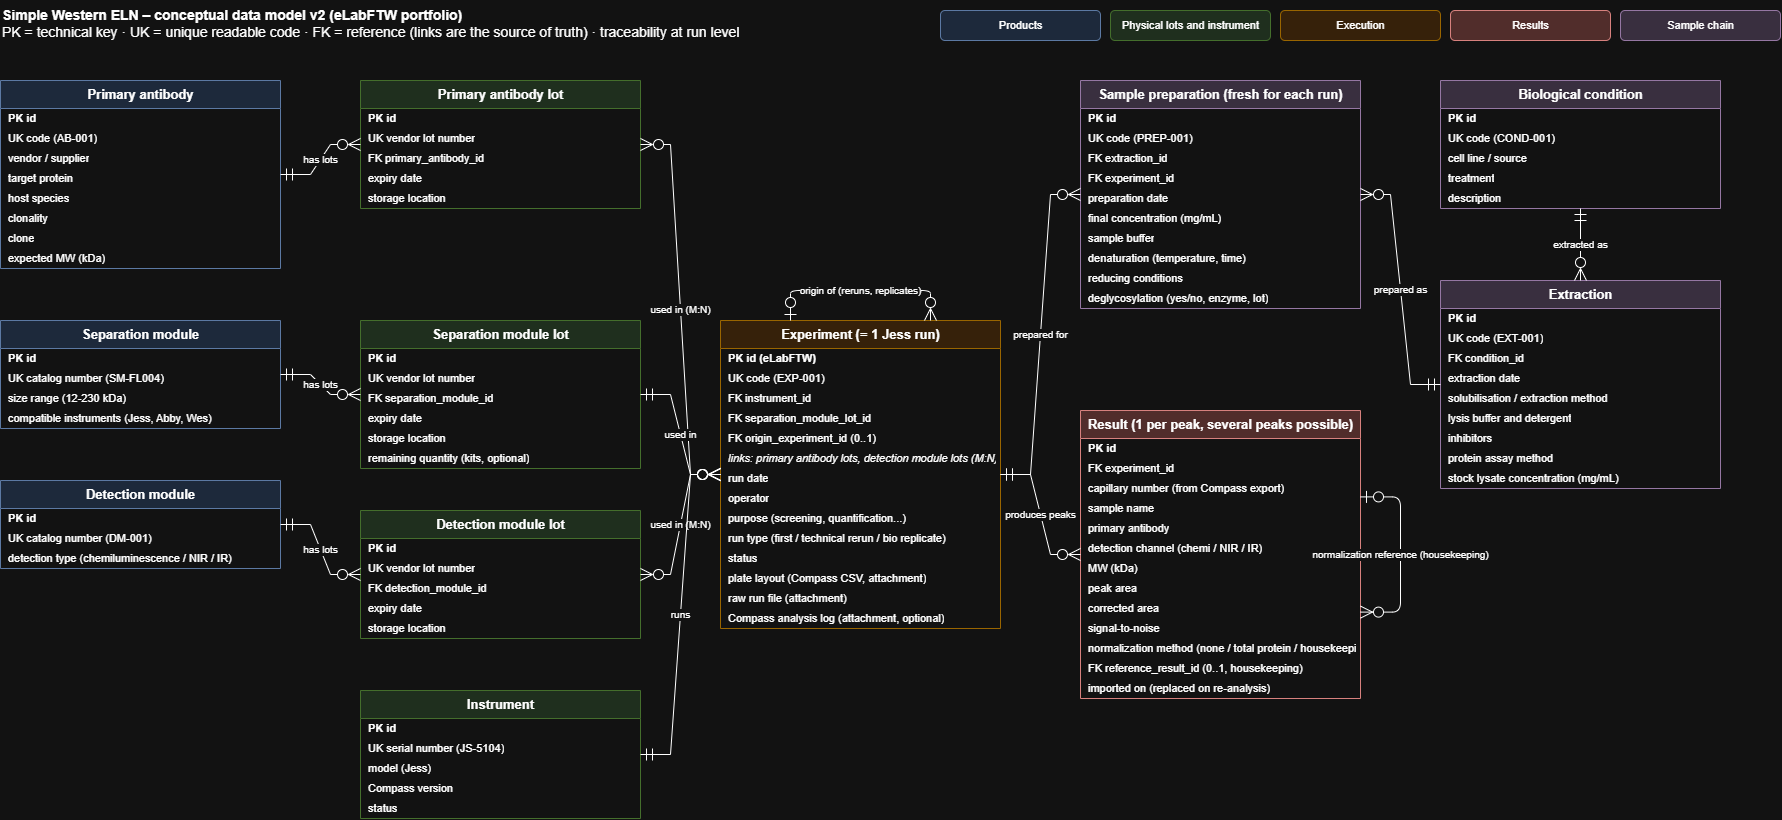 Simple Western ELN – conceptual data model v2 (eLabFTW portfolio)
PK = technical key · UK = unique readable code · FK = reference (links are the source of truth) · traceability at run level
Products
Physical lots and instrument
Execution
Results
Sample chain
Primary antibody
PK id
UK code (AB-001)
vendor / supplier
target protein
host species
clonality
clone
expected MW (kDa)
has lots
Primary antibody lot
PK id
UK vendor lot number
FK primary_antibody_id
expiry date
storage location
used in (M:N)
Separation module
PK id
UK catalog number (SM-FL004)
size range (12-230 kDa)
compatible instruments (Jess, Abby, Wes)
has lots
Separation module lot
PK id
UK vendor lot number
FK separation_module_id
expiry date
storage location
remaining quantity (kits, optional)
used in
Detection module
PK id
UK catalog number (DM-001)
detection type (chemiluminescence / NIR / IR)
has lots
Detection module lot
PK id
UK vendor lot number
FK detection_module_id
expiry date
storage location
used in (M:N)
Instrument
PK id
UK serial number (JS-5104)
model (Jess)
Compass version
status
runs
origin of (reruns, replicates)
Experiment (= 1 Jess run)
PK id (eLabFTW)
UK code (EXP-001)
FK instrument_id
FK separation_module_lot_id
FK origin_experiment_id (0..1)
links: primary antibody lots, detection module lots (M:N,
run date
operator
purpose (screening, quantification...)
run type (first / technical rerun / bio replicate)
status
plate layout (Compass CSV, attachment)
raw run file (attachment)
Compass analysis log (attachment, optional)
prepared for
produces peaks
Sample preparation (fresh for each run)
PK id
UK code (PREP-001)
FK extraction_id
FK experiment_id
preparation date
final concentration (mg/mL)
sample buffer
denaturation (temperature, time)
reducing conditions
deglycosylation (yes/no, enzyme, lot)
prepared as
Result (1 per peak, several peaks possible)
PK id
FK experiment_id
capillary number (from Compass export)
sample name
primary antibody
detection channel (chemi / NIR / IR)
MW (kDa)
peak area
corrected area
signal-to-noise
normalization method (none / total protein / housekeepi
FK reference_result_id (0..1, housekeeping)
imported on (replaced on re-analysis)
normalization reference (housekeeping)
Biological condition
PK id
UK code (COND-001)
cell line / source
treatment
description
extracted as
Extraction
PK id
UK code (EXT-001)
FK condition_id
extraction date
solubilisation / extraction method
lysis buffer and detergent
inhibitors
protein assay method
stock lysate concentration (mg/mL)